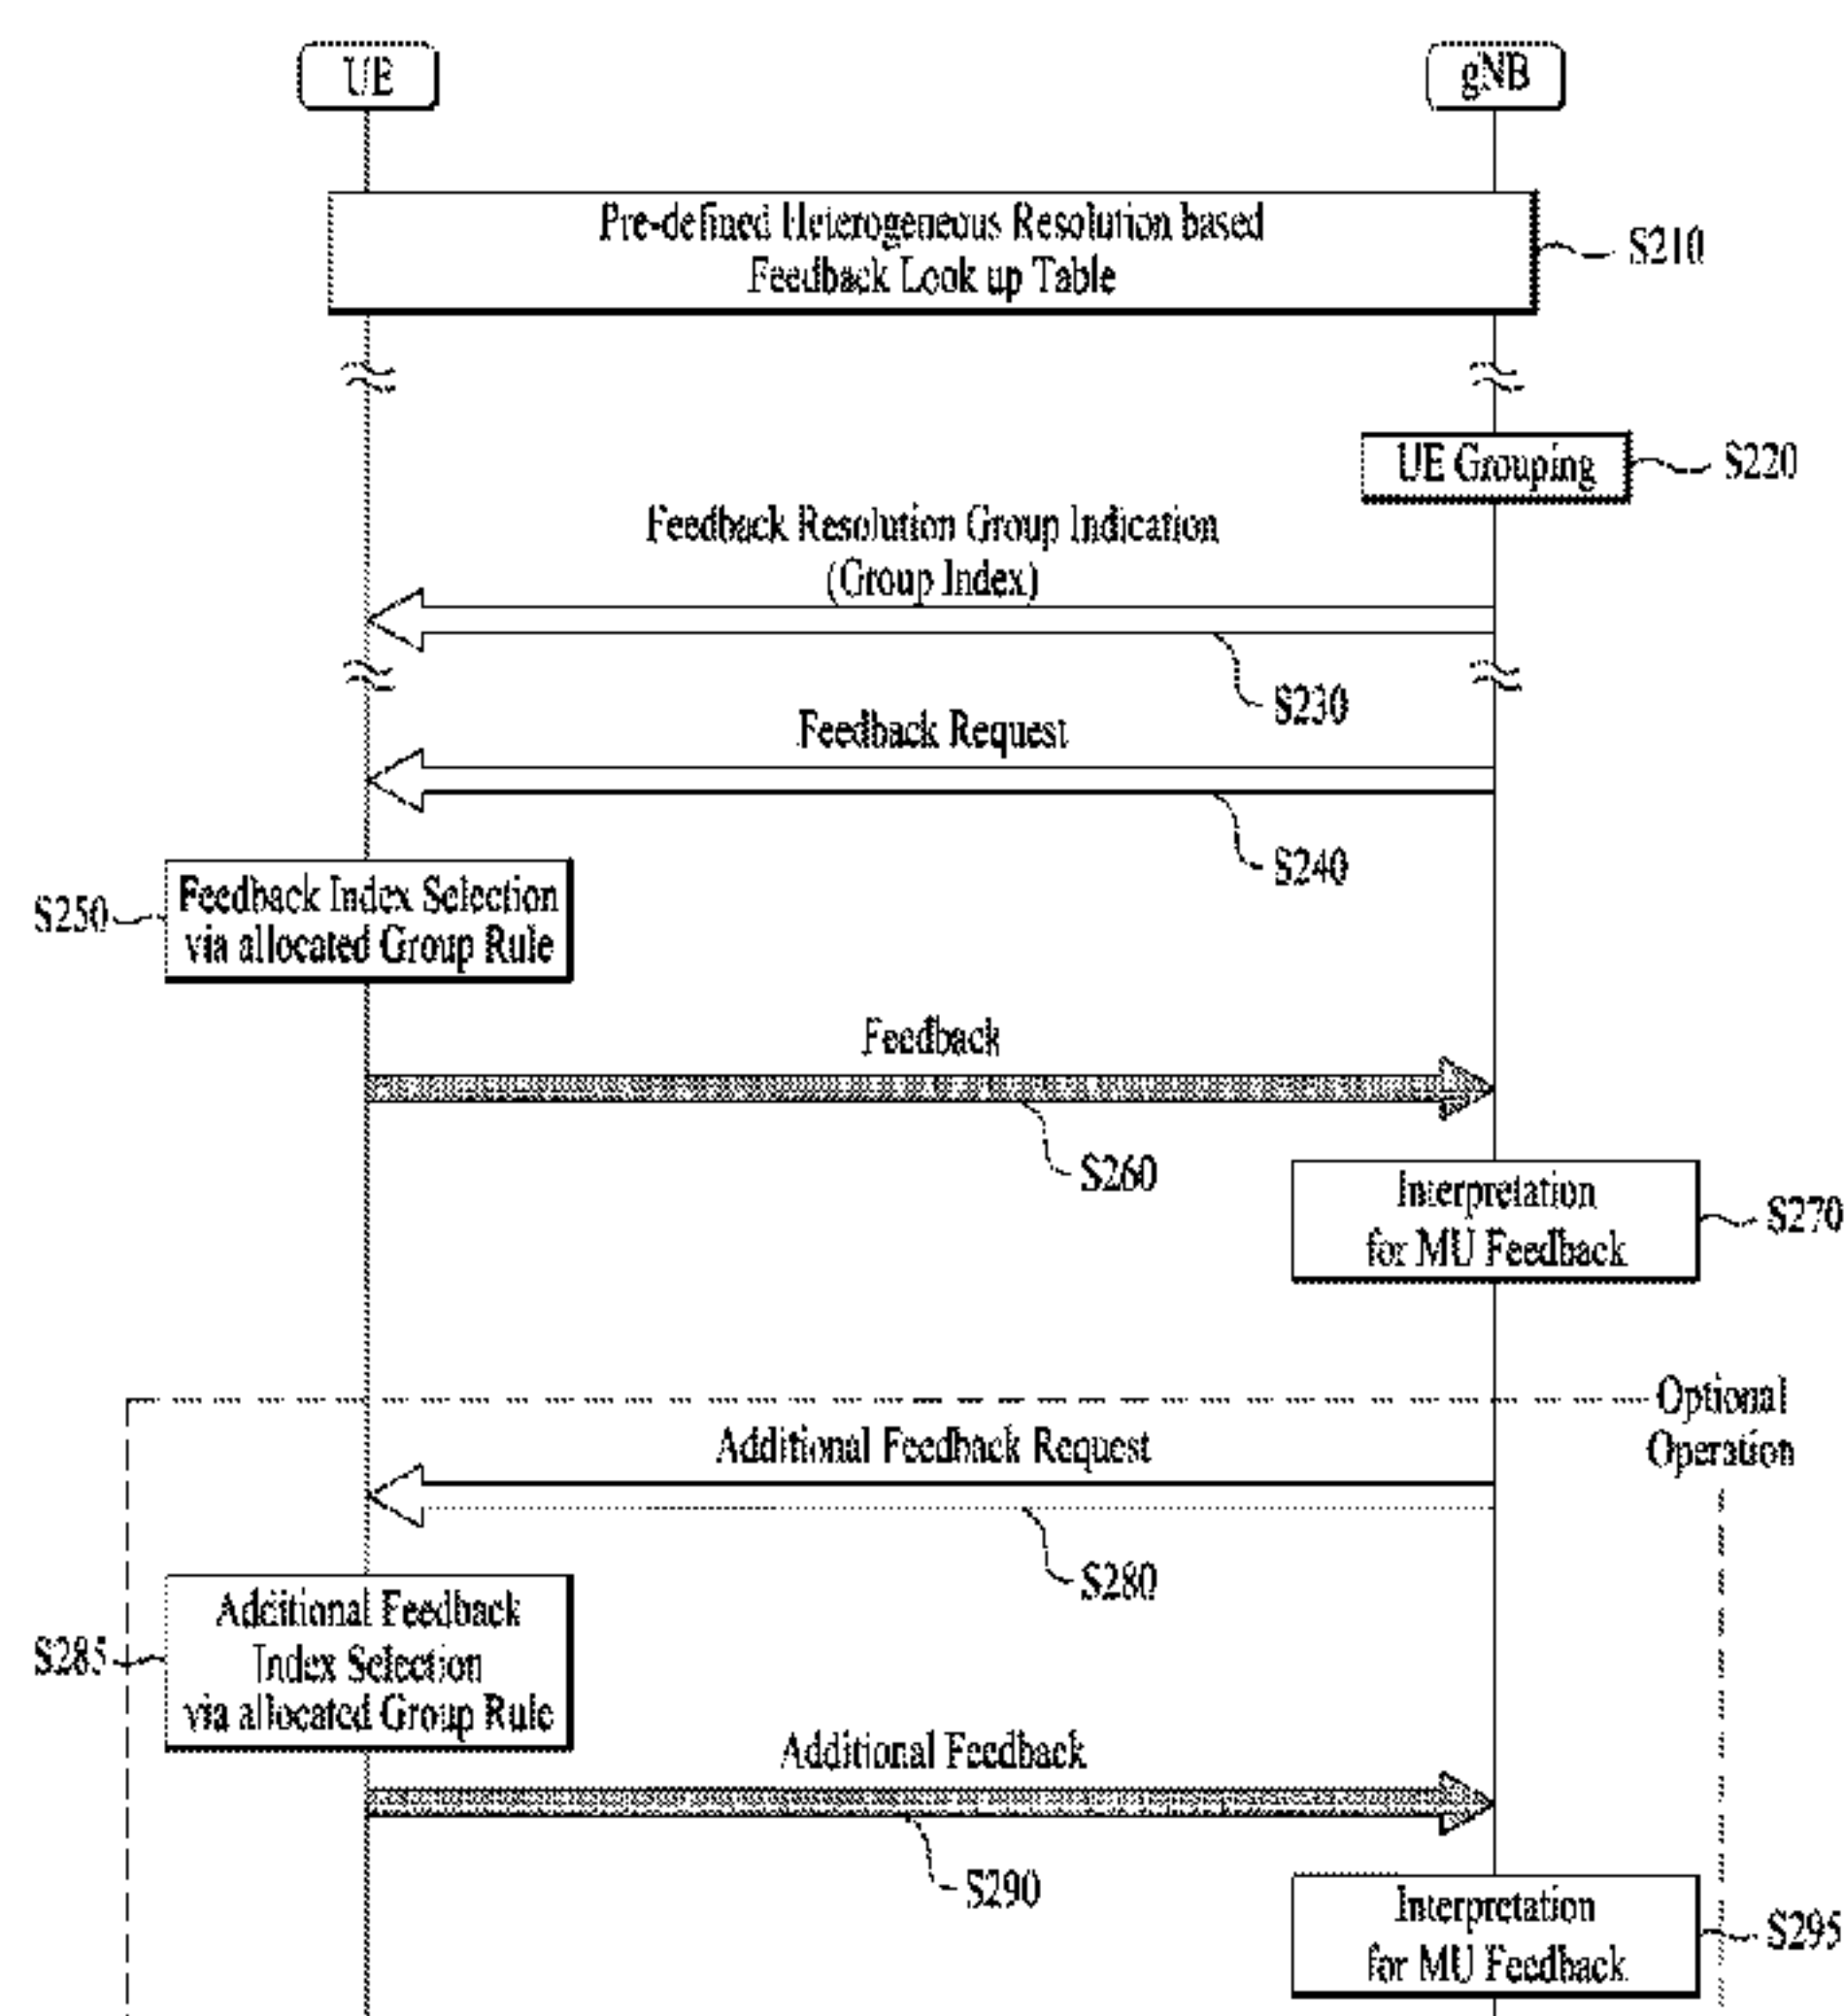 UE
gNB
Pre-defined Heterogeneous Resolution based
Feedback Look up Table
S210
UE Grouping
S220
Feedback Resolution Group Indication
(Group Index)
S230
Feedback Request
S240
S250
Feedback Index Selection
via allocated Group Rule
Feedback
S260
Interpretation
for MU Feedback
S270
Optional
Operation
Additional Feedback Request
S280
S285
Additional Feedback
Index Selection
via allocated Group Rule
Additional Feedback
S290
Interpretation
for MU Feedback
S295